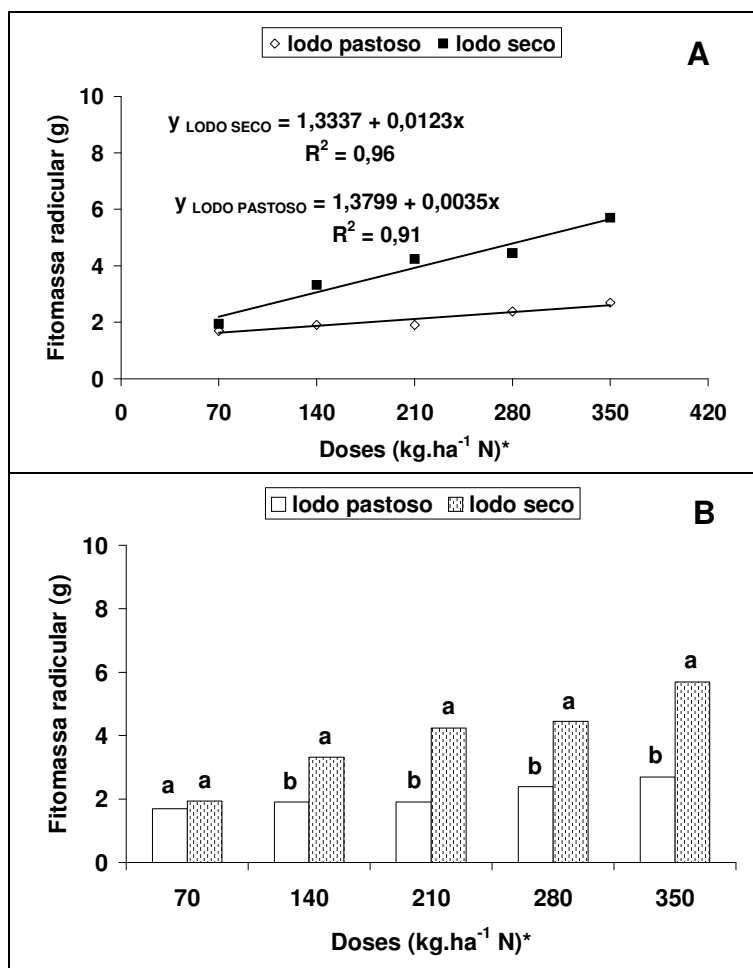 ◇ lodo pastoso ■ lodo seco
A
10
8
6
4
2
0
Fitomassa radicular (g)
y LODO SECO = 1,3337 + 0,0123x
R² = 0,96
y LODO PASTOSO = 1,3799 + 0,0035x
R² = 0,91
0 70 140 210 280 350 420
Doses (kg.ha⁻¹ N)*
lodo pastoso lodo seco
B
10
8
6
4
2
0
Fitomassa radicular (g)
a a b a b a b a b a
70 140 210 280 350
Doses (kg.ha⁻¹ N)*